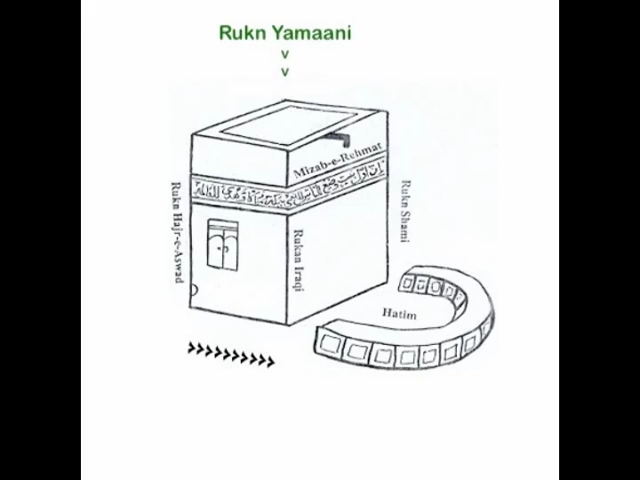 Rukn Yamaani
v
v
Mizab-e-Rehmat
Rukn Hajr-e-Aswad
Rukan Iraqi
Rukn Shami
Hatim